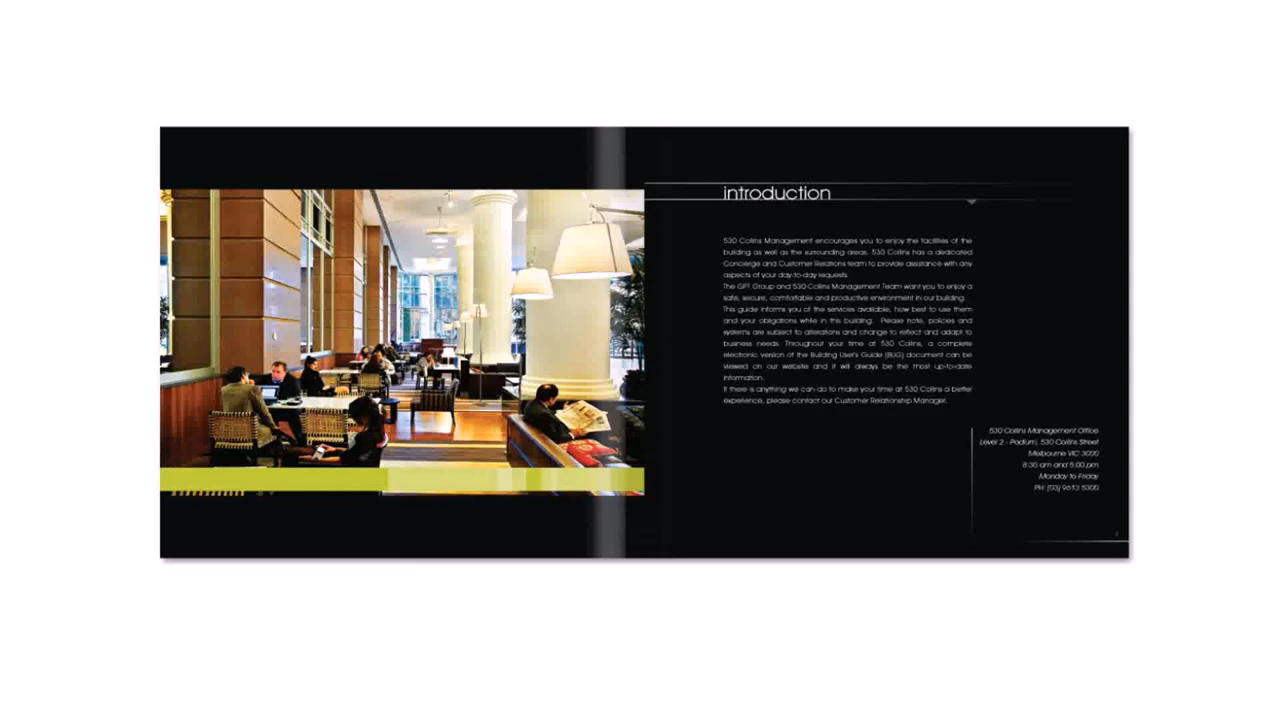 introduction
530 Collins Management encourages you to enjoy the facilities of the
building as well as the surrounding areas. 530 Collins has a dedicated
Concierge and Customer Relations team to provide assistance with any
aspects of your day-to-day requests.
The GPT Group and 530 Collins Management Team want you to enjoy a
safe, secure, comfortable and productive environment in our building.
This guide informs you of the services available, how best to use them
and your obligations while in this building. Please note, policies and
systems are subject to alterations and change to reflect and adapt to
business needs. Throughout your time at 530 Collins, a complete
electronic version of the Building User's Guide (BUG) document can be
viewed on our website and it will always be the most up-to-date
information.
If there is anything we can do to make your time at 530 Collins a better
experience, please contact our Customer Relationship Manager.
530 Collins Management Office
Level 2 - Podium, 530 Collins Street
Melbourne VIC 3000
8:30 am and 5:00 pm
Monday to Friday
PH: (03) 9613 5300